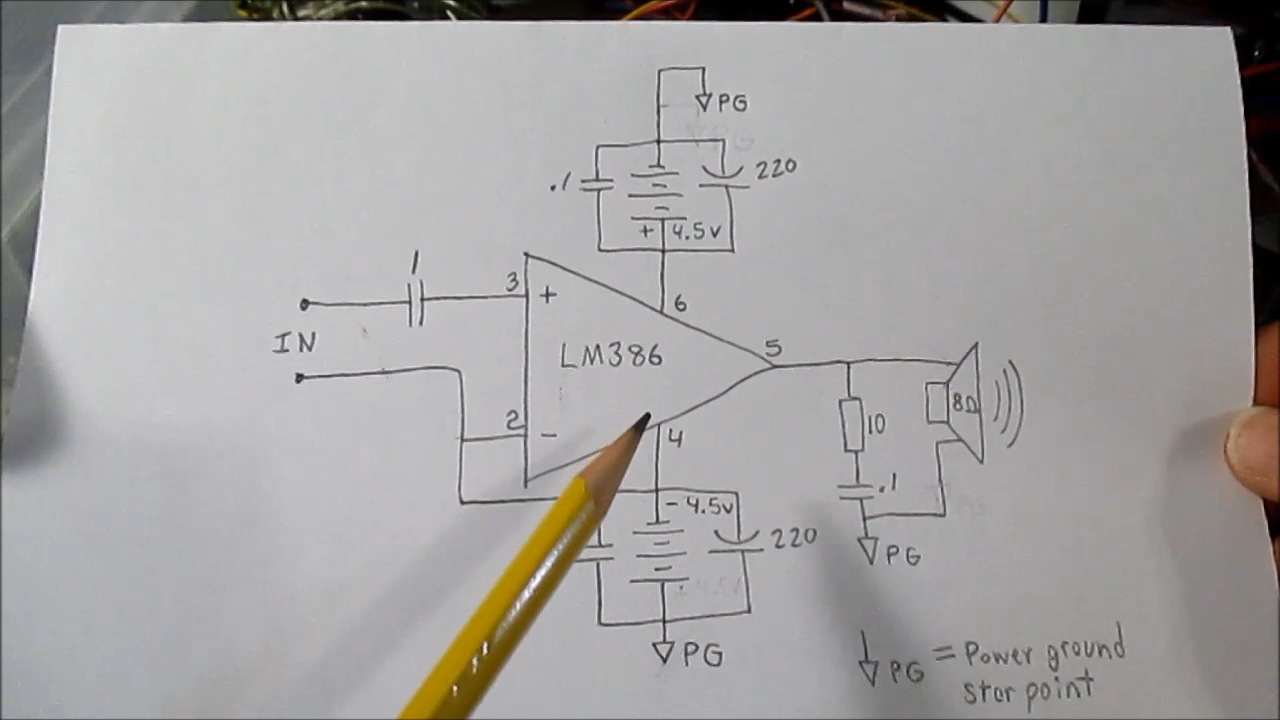 PG
.1
220
+ 4.5v
1
3
+
6
IN
LM386
5
8Ω
2
-
4
10
.1
- 4.5v
220
PG
PG
PG = Power ground
star point